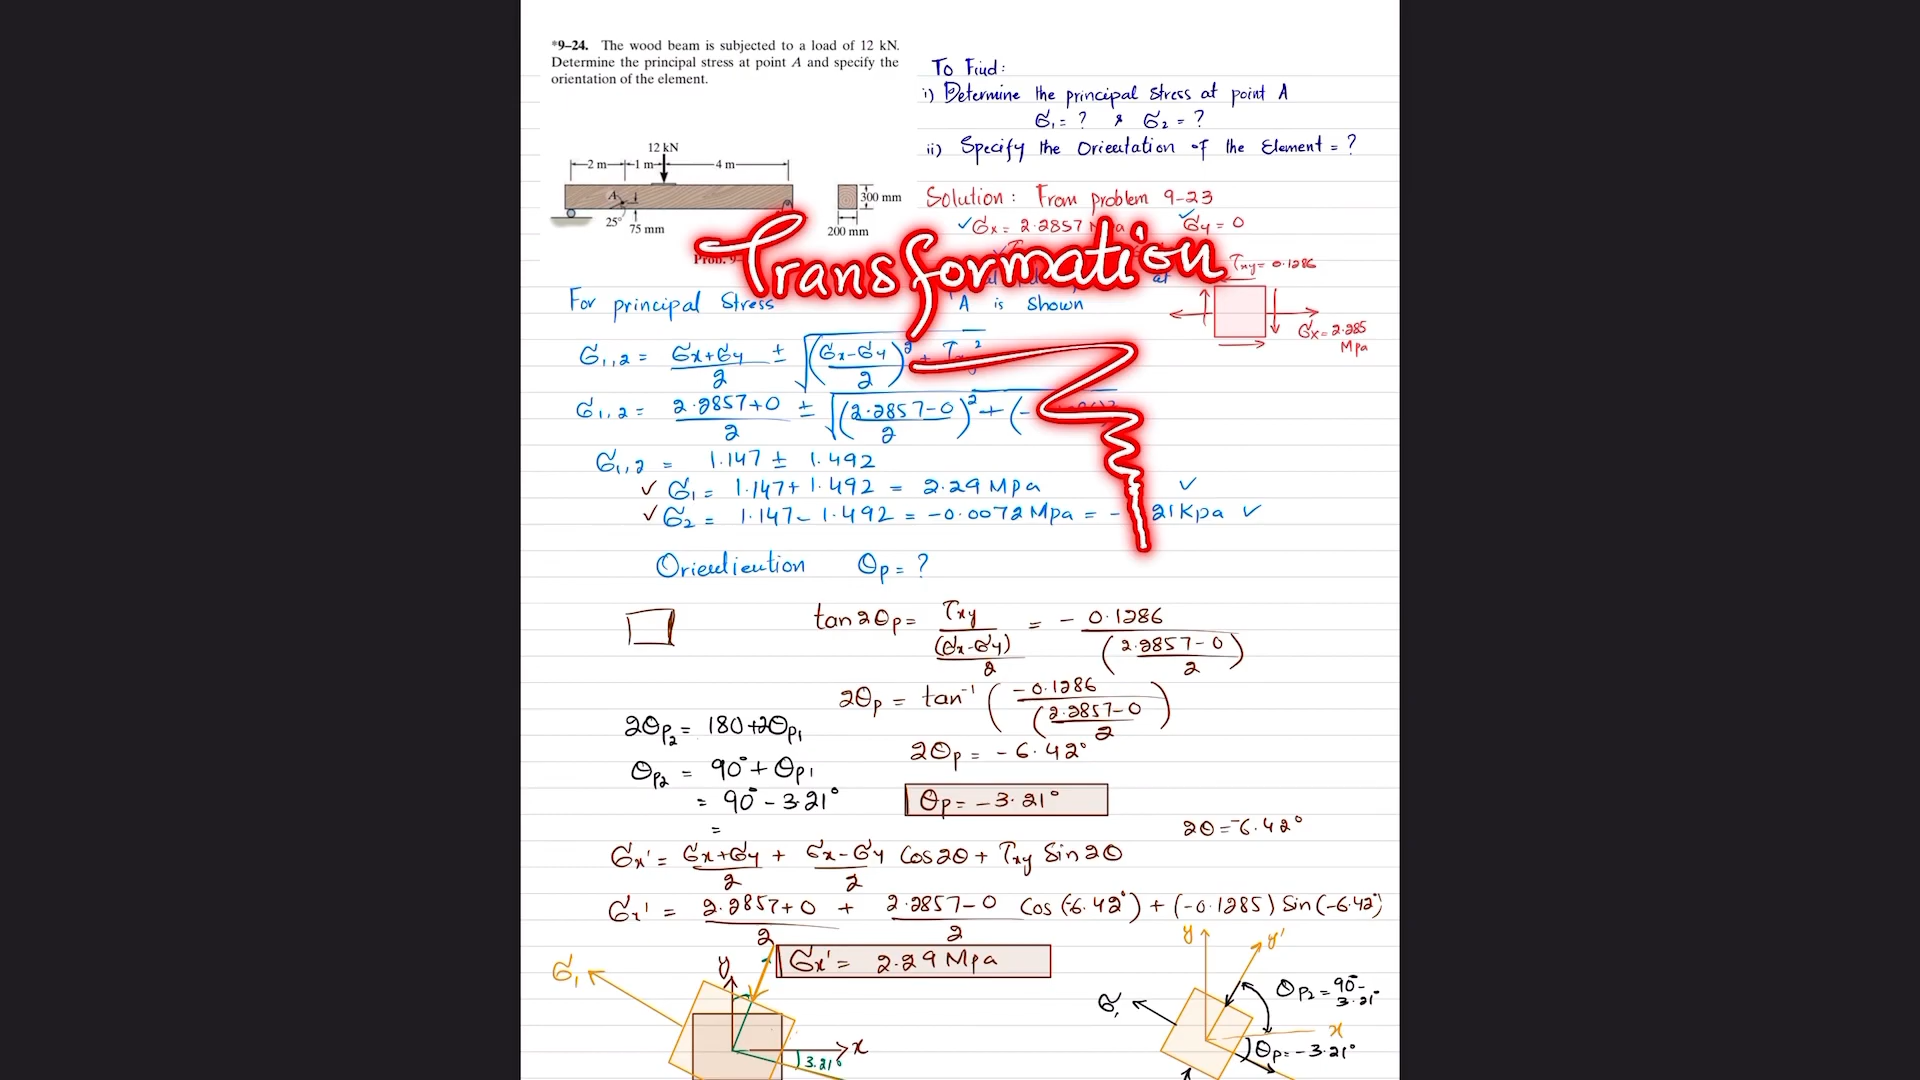 *9–24. The wood beam is subjected to a load of 12 kN.
Determine the principal stress at point A and specify the
orientation of the element.
12 kN
2 m
1 m
4 m
A
300 mm
25°
75 mm
200 mm
To Find:
i) Determine the principal stress at point A
σ1 = ? & σ2 = ?
ii) Specify the Orientation of the Element = ?
Solution: From problem 9-23
✓σx = 2.2857
✓σy = 0
Transformation
τxy = 0.1286
at
For principal Stress
A is shown
σx = 2.285
Mpa
σ1,2 = σx+σy/2 ± √(σx-σy/2)² +
σ1,2 = 2.2857+0/2 ± √(2.2857-0/2)² + (-
σ1,2 = 1.147 ± 1.492
✓ σ1 = 1.147+ 1.492 = 2.29 Mpa ✓
✓ σ2 = 1.147- 1.492 = -0.0072 Mpa = - 21 Kpa ✓
θp = ?
tan2θp = τxy/((σx-σy)/2) = - 0.1286/((2.2857-0)/2)
2θp = tan⁻¹ (-0.1286/((2.2857-0)/2))
2θp2 = 180+2θp1
2θp = -6.42°
θp2 = 90°+ θp1
= 90° - 3.21°
θp = -3.21°
=
2θ = -6.42°
σx' = σx+σy/2 + σx-σy/2 Cos2θ + τxy Sin2θ
σx' = 2.2857+0/2 + 2.2857-0/2 Cos(-6.42°) + (-0.1285) Sin(-6.42°)
σx' = 2.29 Mpa
σ1
y
x
3.21°
y
y'
σ1
θp2 = 90°-
3.21°
x
θp = -3.21°